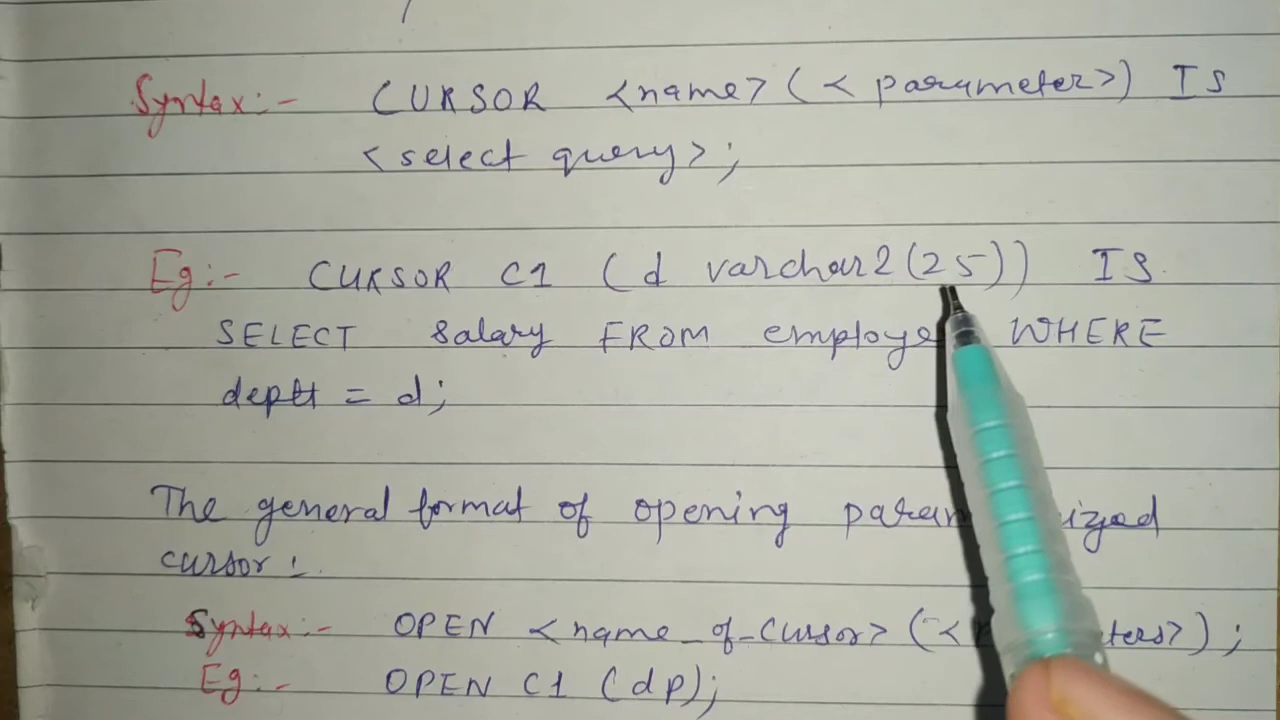 Syntax:- CURSOR <name> (< parameter>) IS
<select query>;
Eg:- CURSOR C1 (d varchar2(25)) IS
SELECT salary FROM WHERE
deptt = d;
The general format of opening
cursor :
Syntax:- OPEN <name_of_cursor> (< );
Eg:- OPEN C1 (dp);